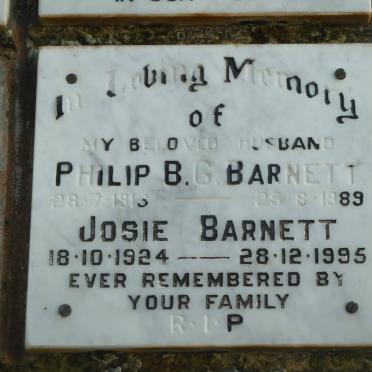 In Loving Memory
of
MY BELOVED HUSBAND
PHILIP B. G. BARNETT
28·7·1913 —— 25·8·1989
JOSIE BARNETT
18·10·1924 —— 28·12·1995
EVER REMEMBERED BY
YOUR FAMILY
R·I·P